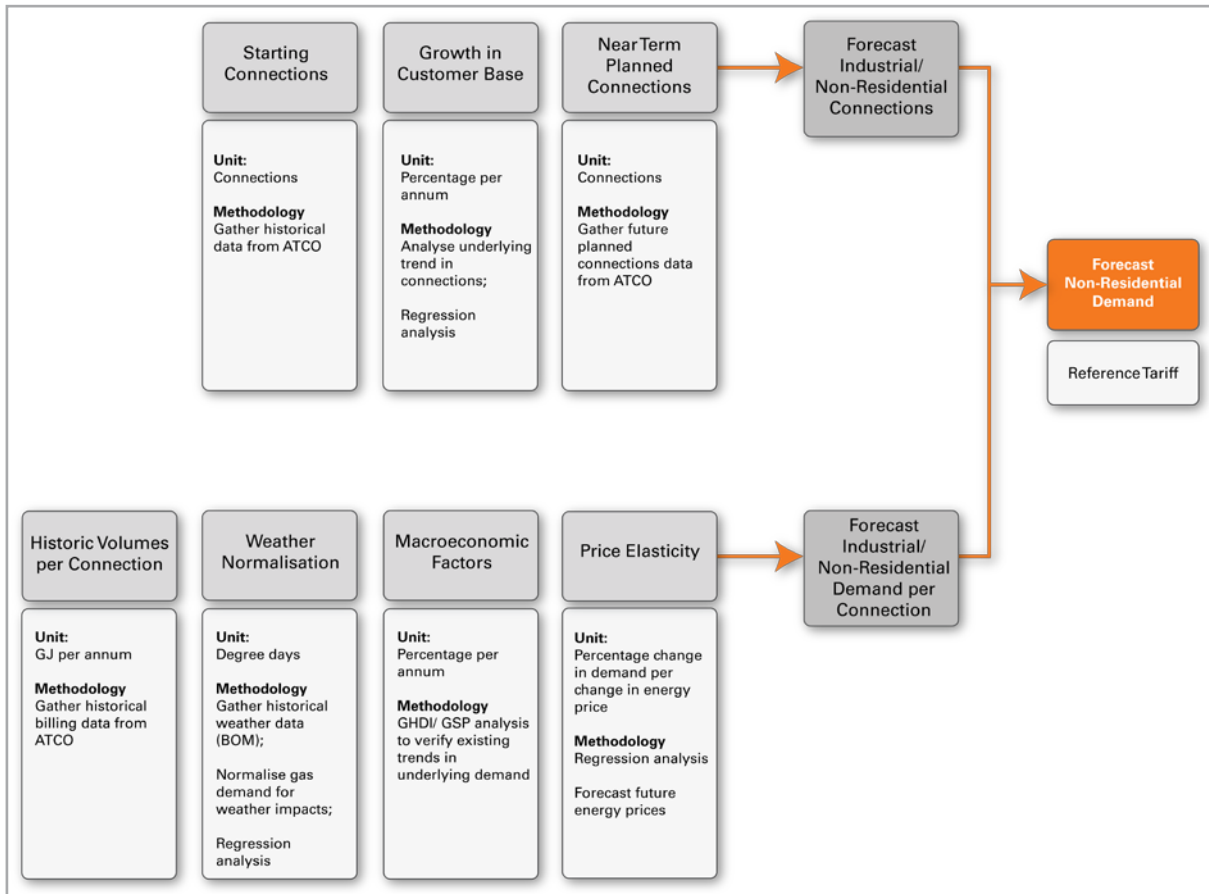 Starting
Connections
Unit:
Connections
Methodology
Gather historical
data from ATCO
Growth in
Customer Base
Unit:
Percentage per
annum
Methodology
Analyse underlying
trend in
connections;
Regression
analysis
Near Term
Planned
Connections
Unit:
Connections
Methodology
Gather future
planned
connections data
from ATCO
Forecast
Industrial/
Non-Residential
Connections
Forecast
Non-Residential
Demand
Reference Tariff
Historic Volumes
per Connection
Unit:
GJ per annum
Methodology
Gather historical
billing data from
ATCO
Weather
Normalisation
Unit:
Degree days
Methodology
Gather historical
weather data
(BOM);
Normalise gas
demand for
weather impacts;
Regression
analysis
Macroeconomic
Factors
Unit:
Percentage per
annum
Methodology
GHDI/ GSP analysis
to verify existing
trends in
underlying demand
Price Elasticity
Unit:
Percentage change
in demand per
change in energy
price
Methodology
Regression analysis
Forecast future
energy prices
Forecast
Industrial/
Non-Residential
Demand per
Connection